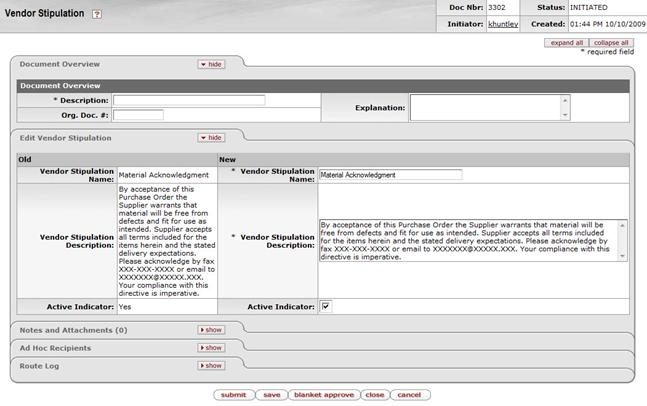 Vendor Stipulation ?
Doc Nbr: 3302 Status: INITIATED
Initiator: khuntley Created: 01:44 PM 10/10/2009
expand all collapse all
* required field
Document Overview hide
Document Overview
* Description: Explanation:
Org. Doc. #:
Edit Vendor Stipulation hide
Old New
Vendor Stipulation Name: Material Acknowledgment * Vendor Stipulation Name: Material Acknowledgment
Vendor Stipulation Description:
By acceptance of this
Purchase Order the
Supplier warrants that
material will be free from
defects and fit for use as
intended. Supplier accepts
all terms included for the
items herein and the stated
delivery expectations.
Please acknowledge by fax
XXX-XXX-XXXX or email to
XXXXXXX@XXXXX.XXX.
Your compliance with this
directive is imperative.
* Vendor Stipulation Description:
By acceptance of this Purchase Order the Supplier warrants that material will be
free from defects and fit for use as intended. Supplier accepts all terms included
for the items herein and the stated delivery expectations. Please acknowledge by
fax XXX-XXX-XXXX or email to XXXXXXX@XXXXX.XXX. Your compliance with this
directive is imperative.
Active Indicator: Yes Active Indicator:
Notes and Attachments (0) show
Ad Hoc Recipients show
Route Log show
submit save blanket approve close cancel